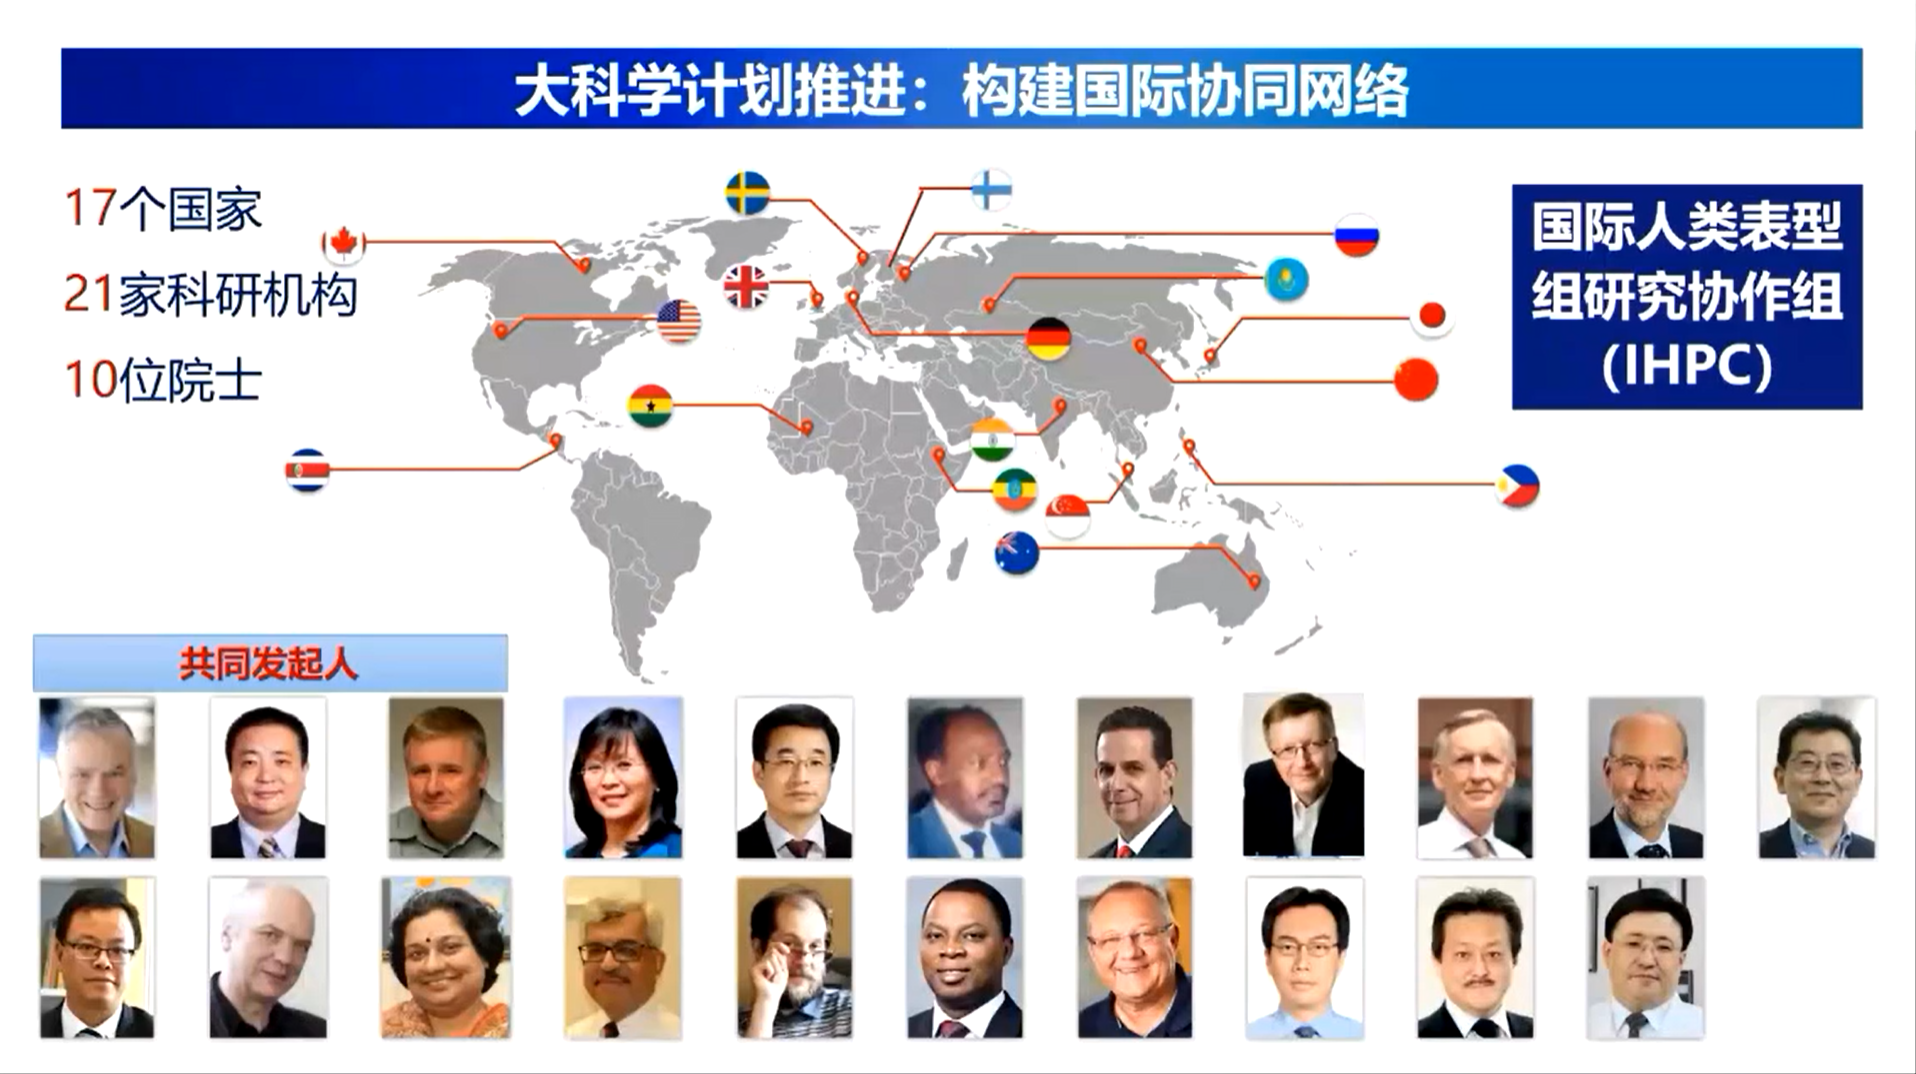 大科学计划推进：构建国际协同网络
17个国家
21家科研机构
10位院士
国际人类表型
组研究协作组
(IHPC)
共同发起人